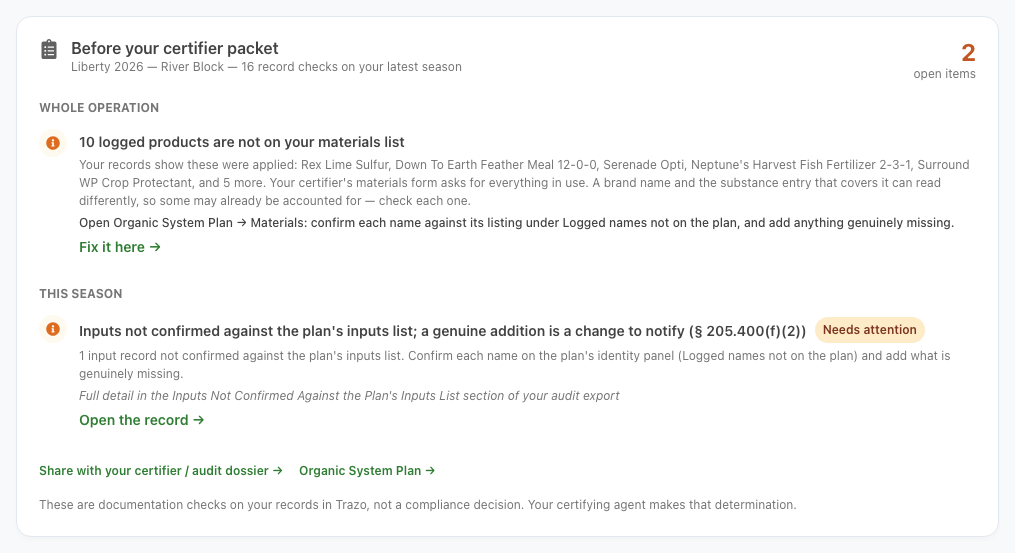 Before your certifier packet
Liberty 2026 — River Block — 16 record checks on your latest season
2
open items
WHOLE OPERATION
10 logged products are not on your materials list
Your records show these were applied: Rex Lime Sulfur, Down To Earth Feather Meal 12-0-0, Serenade Opti, Neptune's Harvest Fish Fertilizer 2-3-1, Surround
WP Crop Protectant, and 5 more. Your certifier's materials form asks for everything in use. A brand name and the substance entry that covers it can read
differently, so some may already be accounted for — check each one.
Open Organic System Plan → Materials: confirm each name against its listing under Logged names not on the plan, and add anything genuinely missing.
Fix it here →
THIS SEASON
Inputs not confirmed against the plan's inputs list; a genuine addition is a change to notify (§ 205.400(f)(2)) Needs attention
1 input record not confirmed against the plan's inputs list. Confirm each name on the plan's identity panel (Logged names not on the plan) and add what is
genuinely missing.
Full detail in the Inputs Not Confirmed Against the Plan's Inputs List section of your audit export
Open the record →
Share with your certifier / audit dossier → Organic System Plan →
These are documentation checks on your records in Trazo, not a compliance decision. Your certifying agent makes that determination.